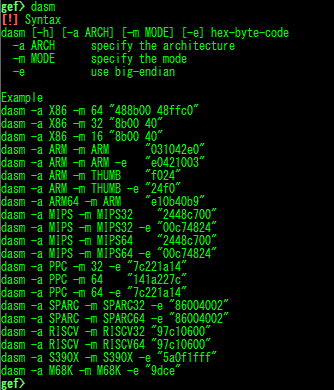 gef> dasm
[!] Syntax
dasm [-h] [-a ARCH] [-m MODE] [-e] hex-byte-code
  -a ARCH      specify the architecture
  -m MODE      specify the mode
  -e           use big-endian

Example
dasm -a X86 -m 64 "488b00 48ffc0"
dasm -a X86 -m 32 "8b00 40"
dasm -a X86 -m 16 "8b00 40"
dasm -a ARM -m ARM      "031042e0"
dasm -a ARM -m ARM -e   "e0421003"
dasm -a ARM -m THUMB    "f024"
dasm -a ARM -m THUMB -e "24f0"
dasm -a ARM64 -m ARM    "e10b40b9"
dasm -a MIPS -m MIPS32    "2448c700"
dasm -a MIPS -m MIPS32 -e "00c74824"
dasm -a MIPS -m MIPS64    "2448c700"
dasm -a MIPS -m MIPS64 -e "00c74824"
dasm -a PPC -m 32 -e "7c221a14"
dasm -a PPC -m 64    "141a227c"
dasm -a PPC -m 64 -e "7c221a14"
dasm -a SPARC -m SPARC32 -e "86004002"
dasm -a SPARC -m SPARC64 -e "86004002"
dasm -a RISCV -m RISCV32 "97c10600"
dasm -a RISCV -m RISCV64 "97c10600"
dasm -a S390X -m S390X -e "5a0f1fff"
dasm -a M68K -m M68K -e "9dce"
gef>